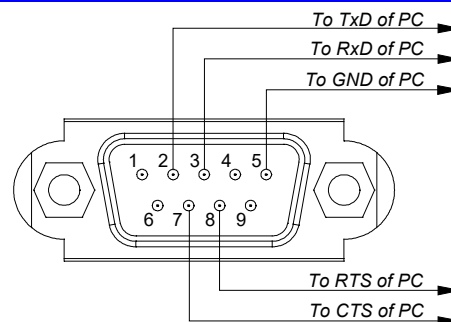 To TxD of PC
To RxD of PC
To GND of PC
1 2 3 4 5
6 7 8 9
To RTS of PC
To CTS of PC